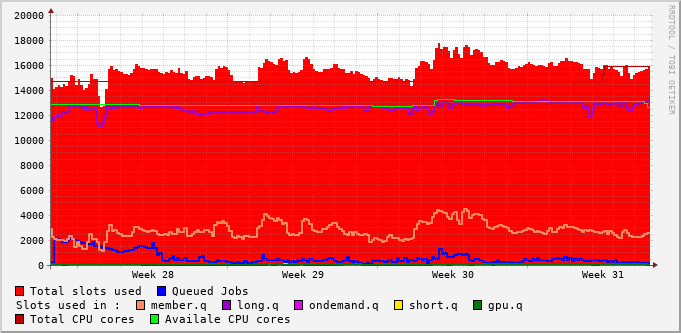 20000
18000
16000
14000
12000
10000
8000
6000
4000
2000
0
Week 28 Week 29 Week 30 Week 31
RRDTOOL / TOBI OETIKER
Total slots used Queued Jobs
Slots used in : member.q long.q ondemand.q short.q gpu.q
Total CPU cores Availale CPU cores